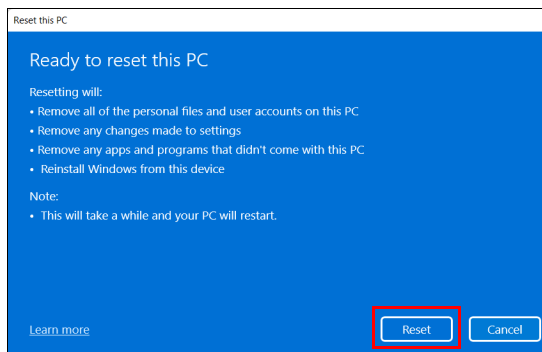 Reset this PC
Ready to reset this PC
Resetting will:
• Remove all of the personal files and user accounts on this PC
• Remove any changes made to settings
• Remove any apps and programs that didn't come with this PC
• Reinstall Windows from this device
Note:
• This will take a while and your PC will restart.
Learn more
Reset
Cancel